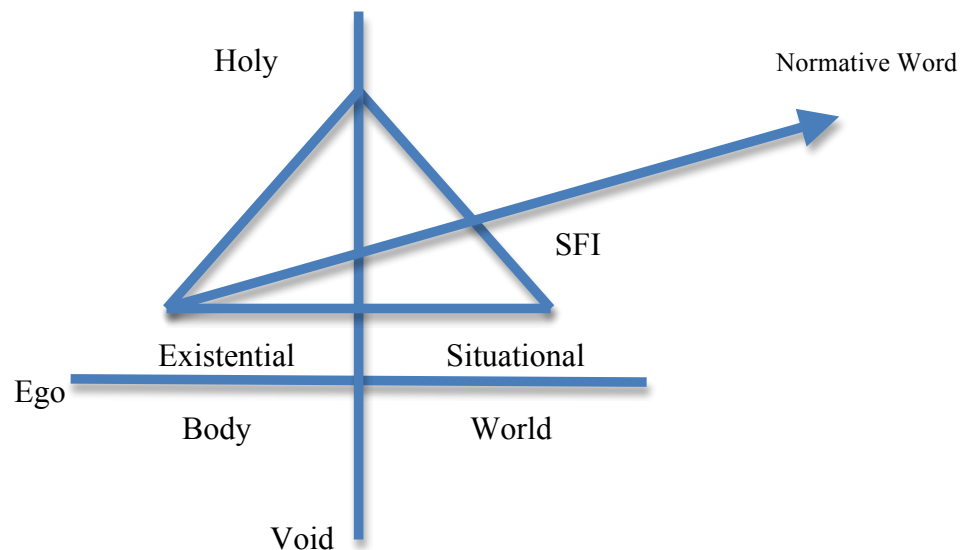 Holy
Normative Word
SFI
Existential
Situational
Ego
Body
World
Void